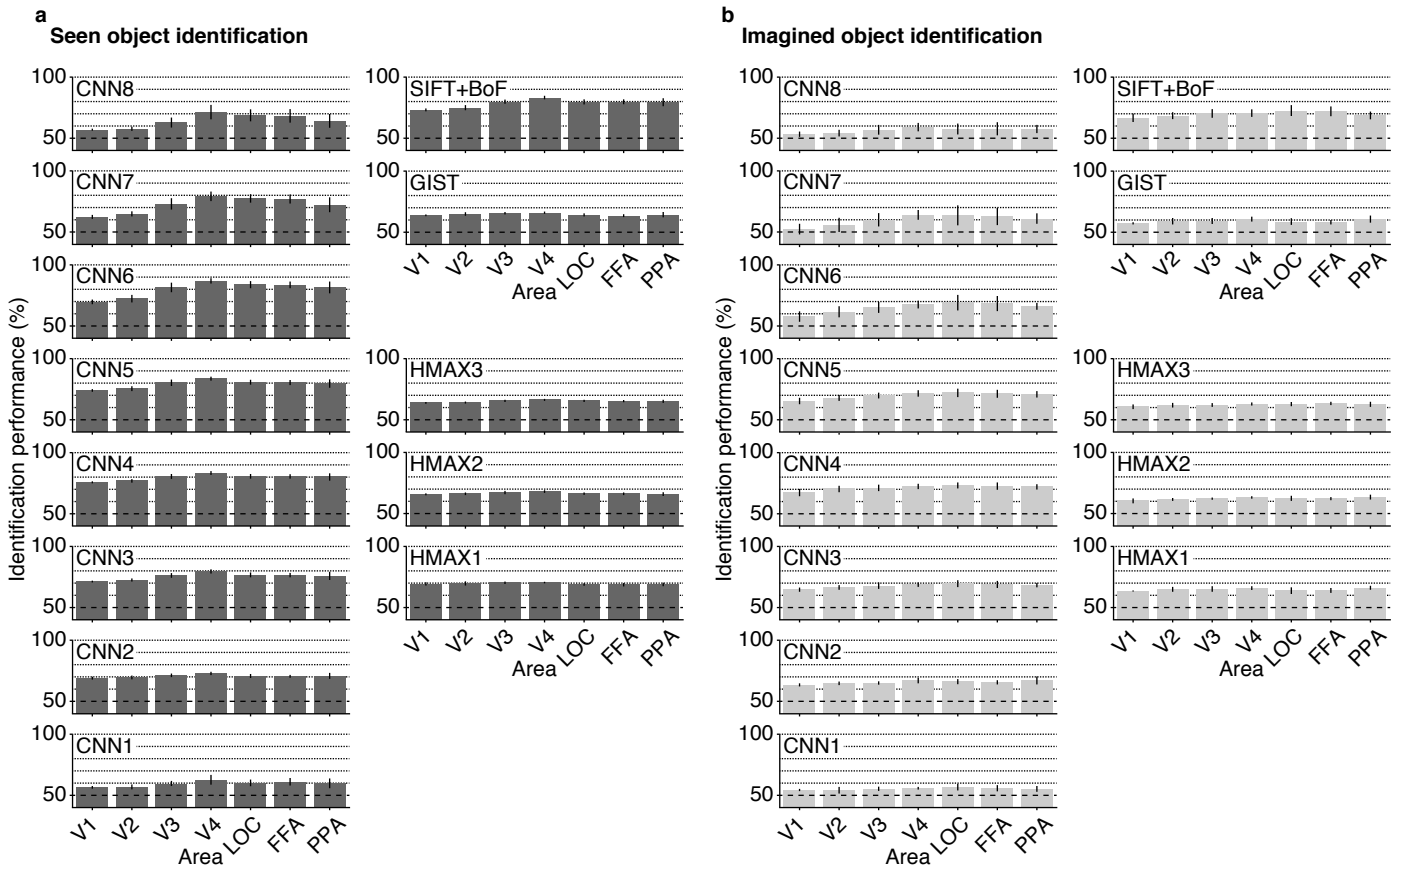 a
Seen object identification
Identification performance (%)
100
CNN8
50
100
CNN7
50
100
CNN6
50
100
CNN5
50
100
CNN4
50
100
CNN3
50
100
CNN2
50
100
CNN1
50
V1 V2 V3 V4 LOC FFA PPA
Area
100
SIFT+BoF
50
100
GIST
50
V1 V2 V3 V4 LOC FFA PPA
Area
100
HMAX3
50
100
HMAX2
50
100
HMAX1
50
V1 V2 V3 V4 LOC FFA PPA
Area
b
Imagined object identification
Identification performance (%)
100
CNN8
50
100
CNN7
50
100
CNN6
50
100
CNN5
50
100
CNN4
50
100
CNN3
50
100
CNN2
50
100
CNN1
50
V1 V2 V3 V4 LOC FFA PPA
Area
100
SIFT+BoF
50
100
GIST
50
V1 V2 V3 V4 LOC FFA PPA
Area
100
HMAX3
50
100
HMAX2
50
100
HMAX1
50
V1 V2 V3 V4 LOC FFA PPA
Area